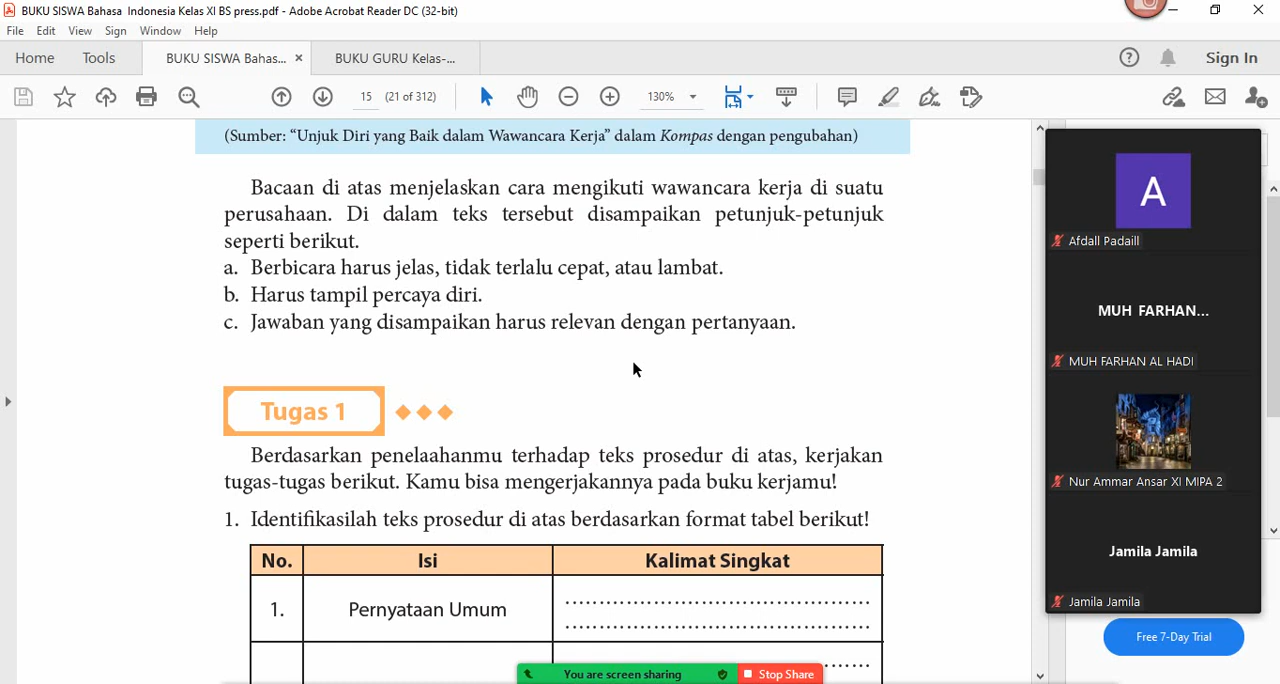 BUKU SISWA Bahasa Indonesia Kelas XI BS press.pdf - Adobe Acrobat Reader DC (32-bit)
File Edit View Sign Window Help
Home Tools BUKU SISWA Bahas... × BUKU GURU Kelas-... Sign In
15 (21 of 312) 130%
(Sumber: “Unjuk Diri yang Baik dalam Wawancara Kerja” dalam Kompas dengan pengubahan)
Bacaan di atas menjelaskan cara mengikuti wawancara kerja di suatu
perusahaan. Di dalam teks tersebut disampaikan petunjuk-petunjuk
seperti berikut.
a. Berbicara harus jelas, tidak terlalu cepat, atau lambat.
b. Harus tampil percaya diri.
c. Jawaban yang disampaikan harus relevan dengan pertanyaan.
Tugas 1
Berdasarkan penelaahanmu terhadap teks prosedur di atas, kerjakan
tugas-tugas berikut. Kamu bisa mengerjakannya pada buku kerjamu!
1. Identifikasilah teks prosedur di atas berdasarkan format tabel berikut!
No. Isi Kalimat Singkat
1. Pernyataan Umum ............................................
............................................
A
Afdall Padaill
MUH FARHAN...
MUH FARHAN AL HADI
Nur Ammar Ansar XI MIPA 2
Jamila Jamila
Jamila Jamila
Free 7-Day Trial
You are screen sharing Stop Share